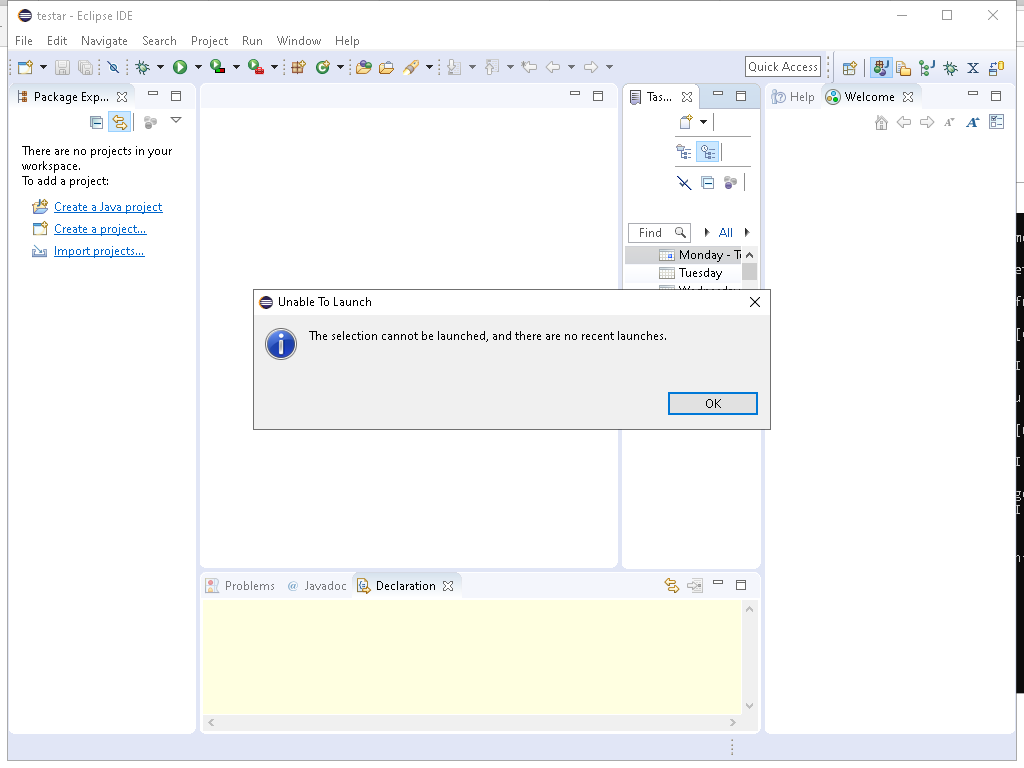 testar - Eclipse IDE
File Edit Navigate Search Project Run Window Help
Quick Access
Package Exp...
Tas...
Help
Welcome
There are no projects in your
workspace.
To add a project:
Create a Java project
Create a project...
Import projects...
Find
All
Monday - T
Tuesday
Unable To Launch
The selection cannot be launched, and there are no recent launches.
OK
Problems
@ Javadoc
Declaration